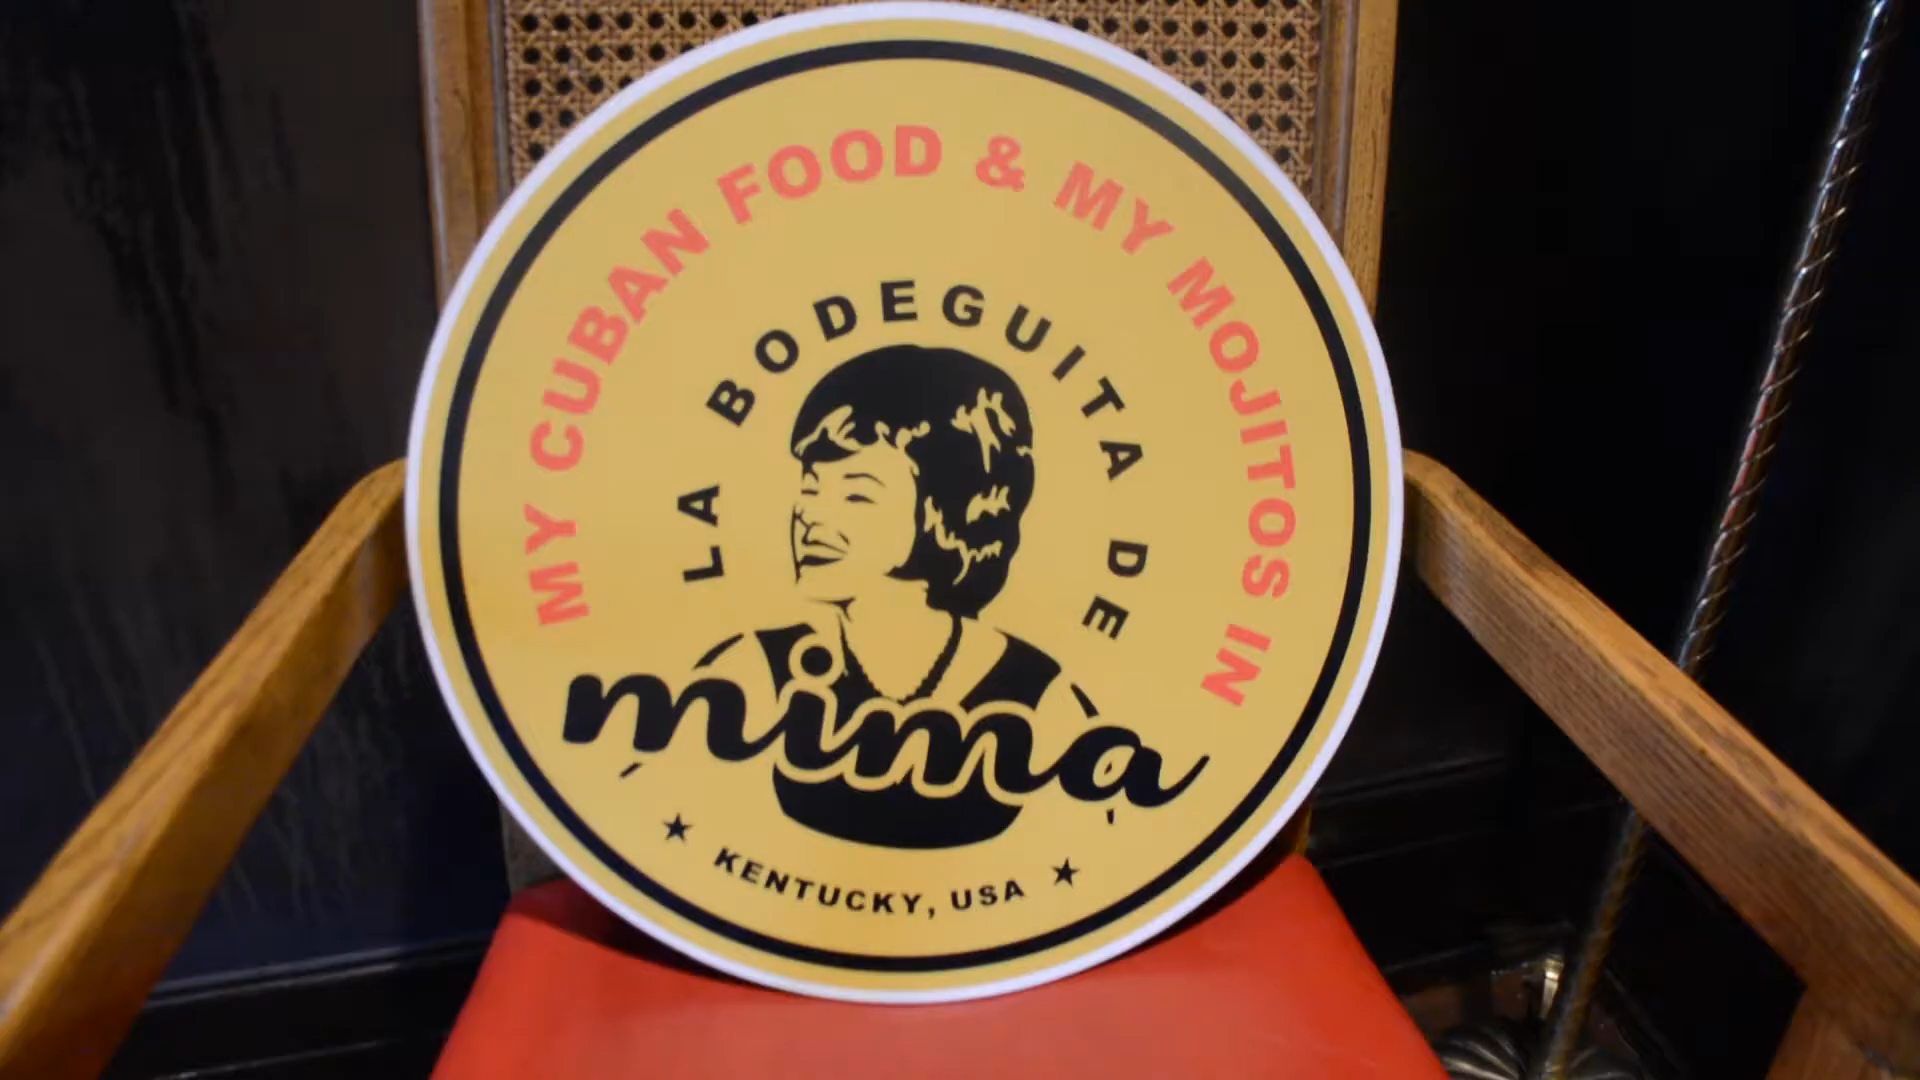 MY CUBAN FOOD & MY MOJITOS IN
LA BODEGUITA DE
mima
★ KENTUCKY, USA ★